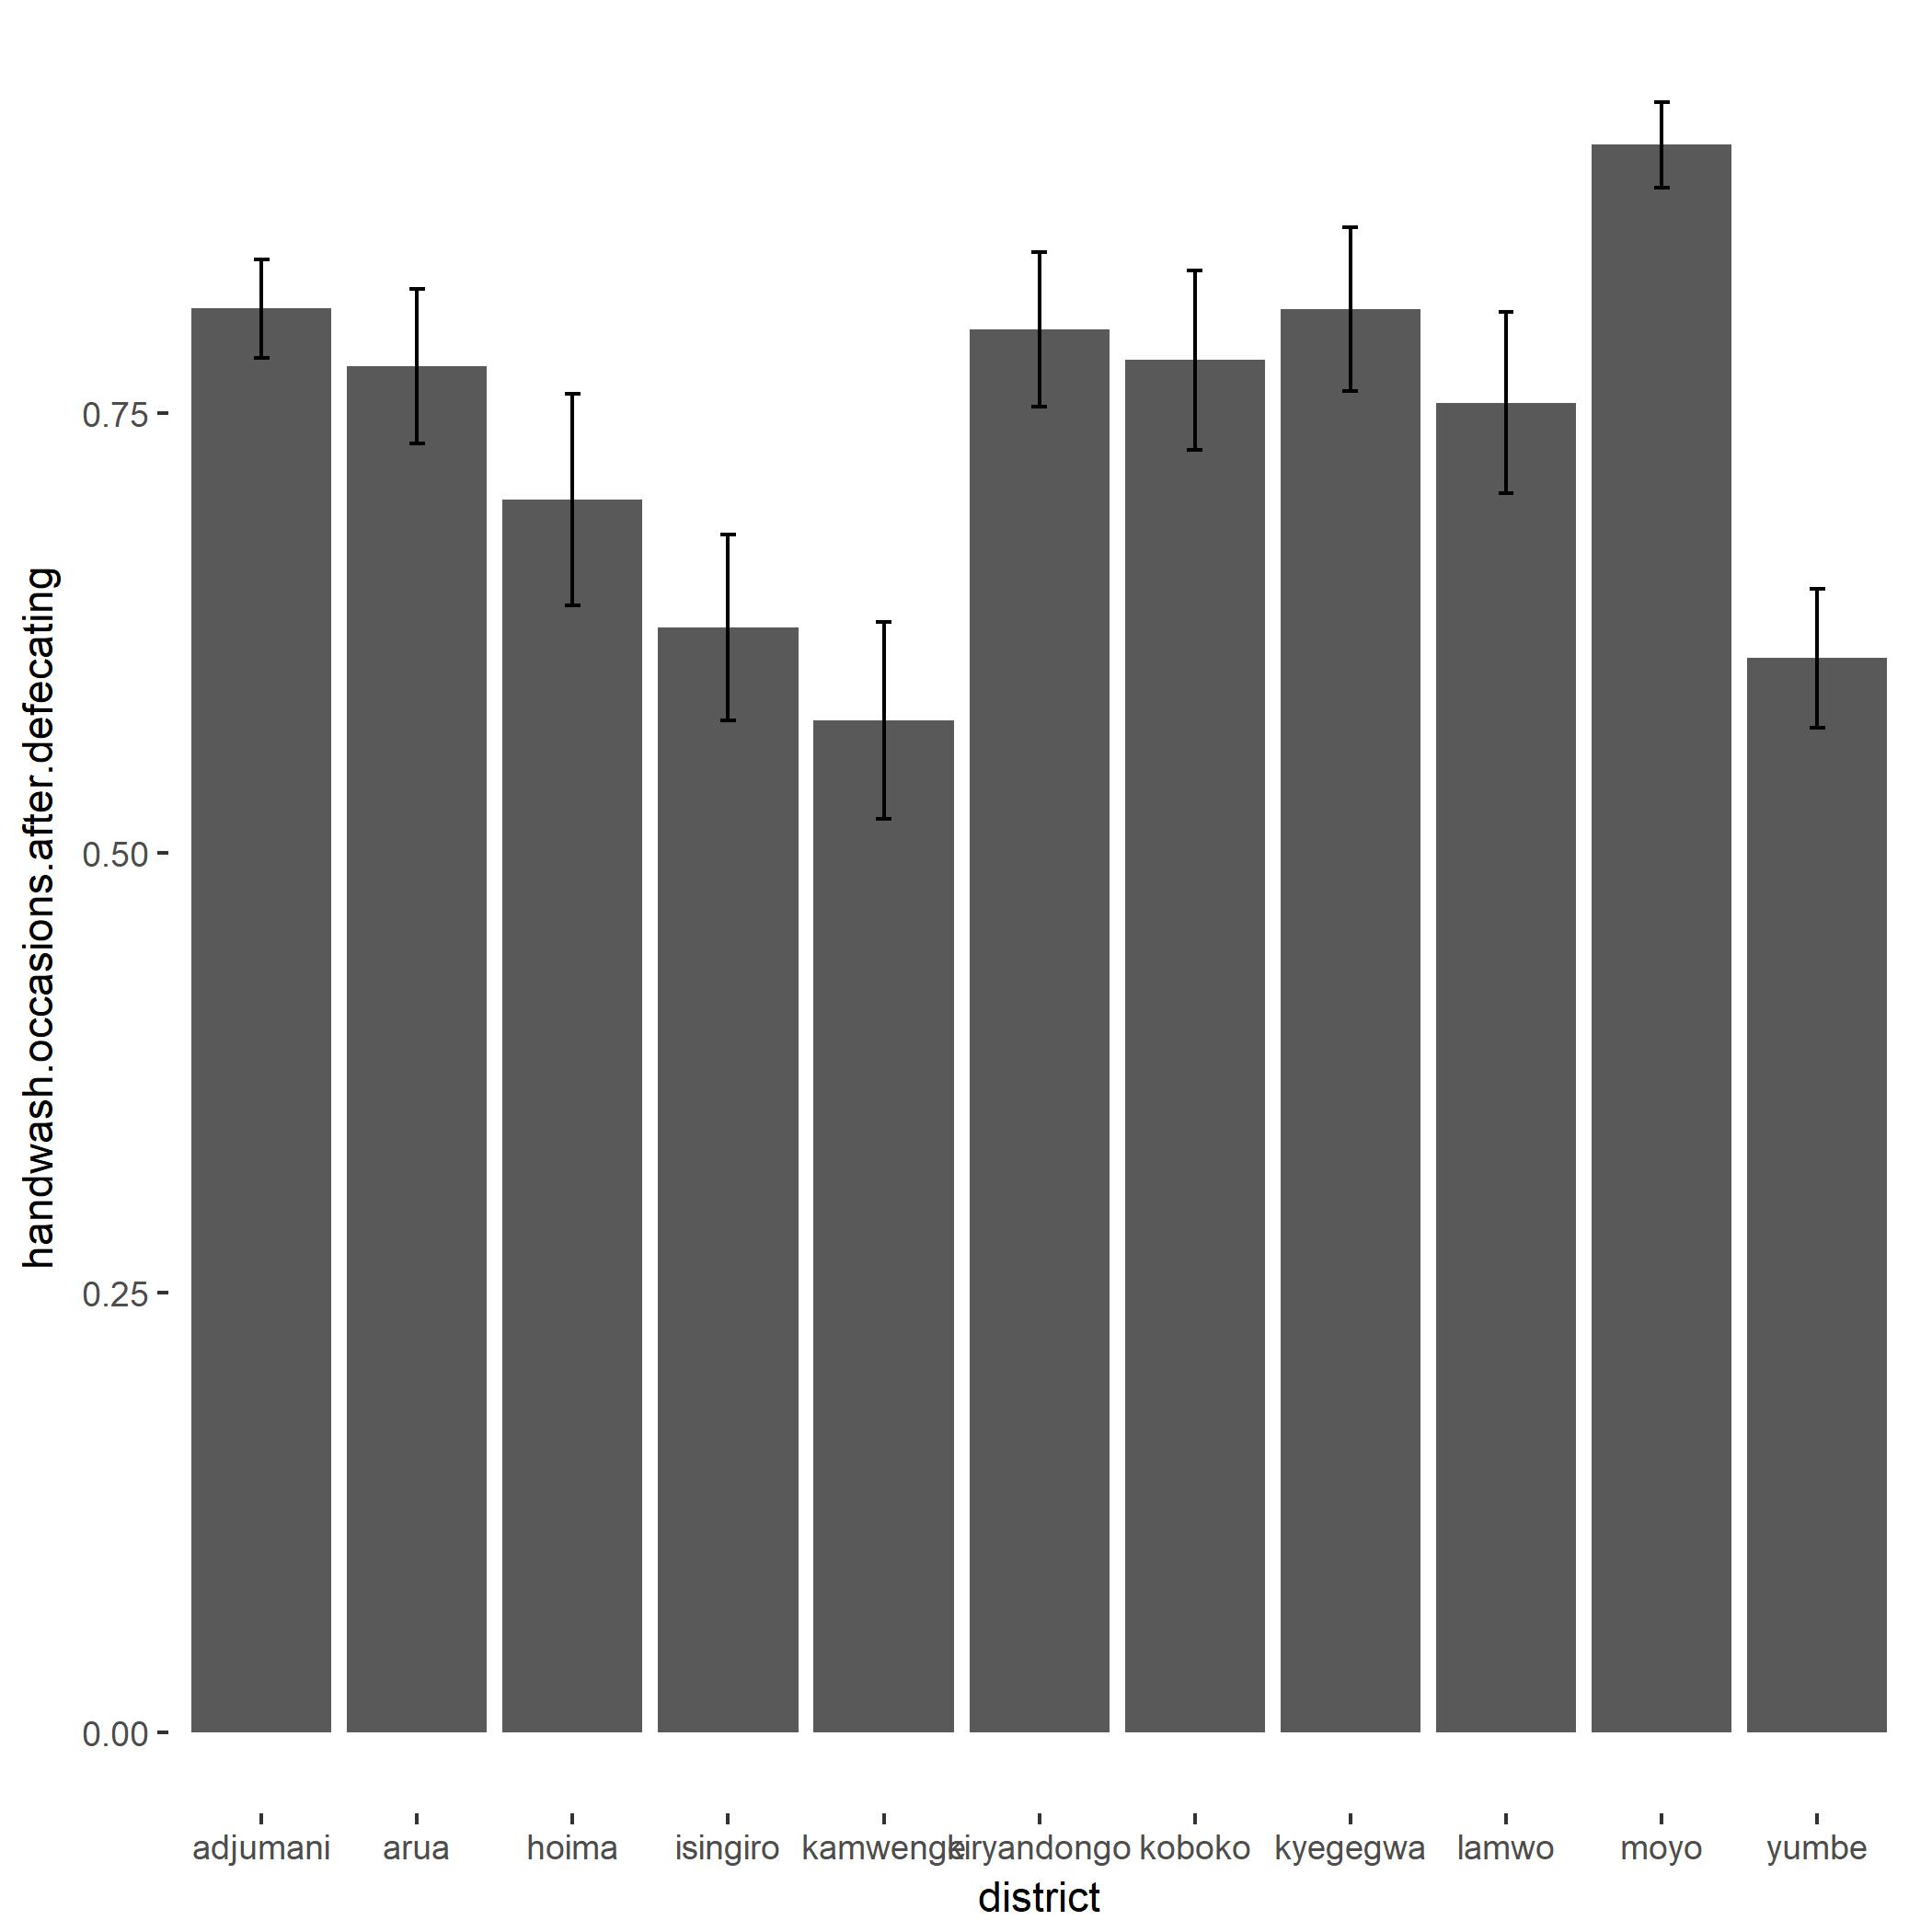 handwash.occasions.after.defecating
0.75
0.50
0.25
0.00
adjumani arua hoima isingiro kamwenge kiryandongo koboko kyegegwa lamwo moyo yumbe
district